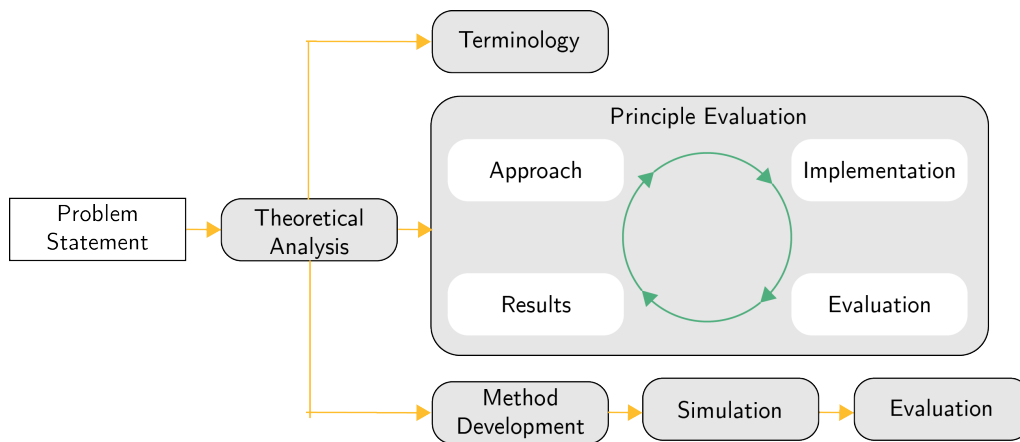 Terminology
Principle Evaluation
Approach
Implementation
Problem
Statement
Theoretical
Analysis
Results
Evaluation
Method
Development
Simulation
Evaluation